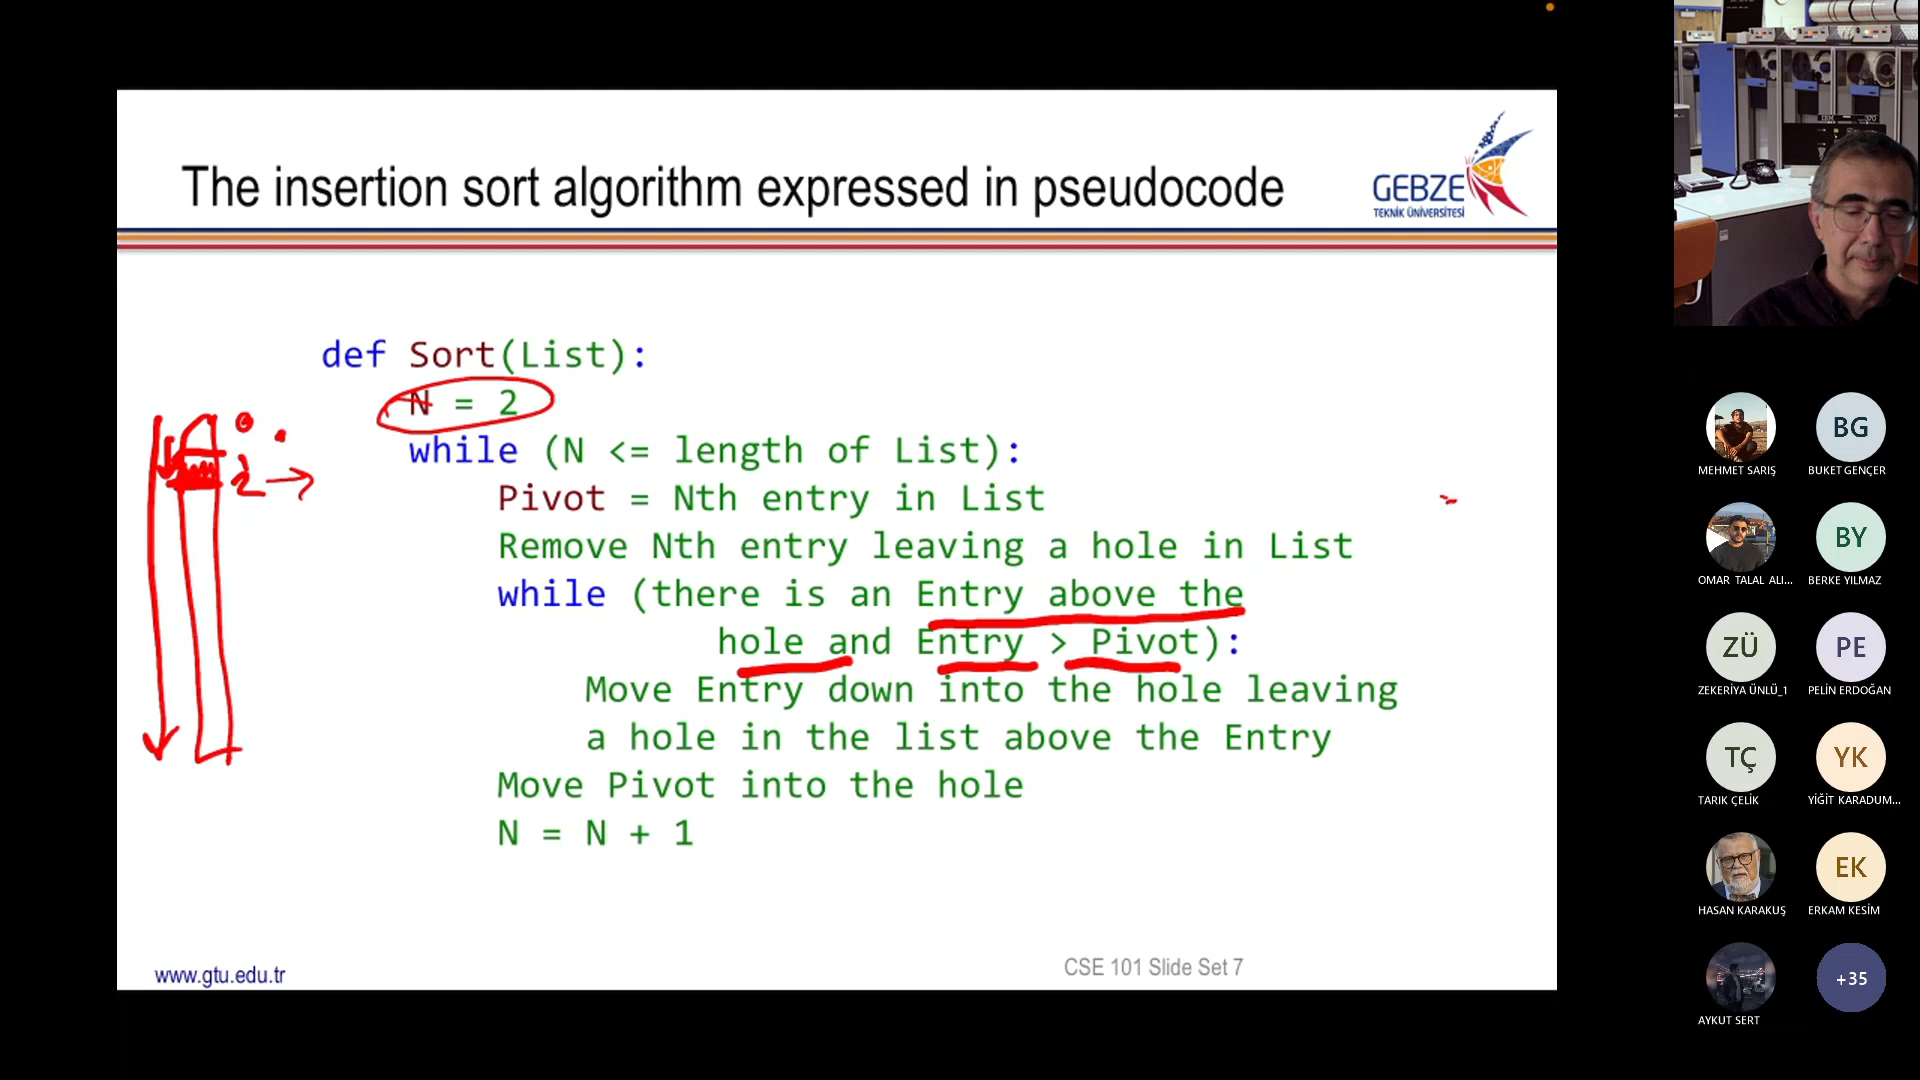 The insertion sort algorithm expressed in pseudocode
GEBZE
TEKNİK ÜNİVERSİTESİ
def Sort(List):
N = 2
while (N <= length of List):
Pivot = Nth entry in List
Remove Nth entry leaving a hole in List
while (there is an Entry above the
hole and Entry > Pivot):
Move Entry down into the hole leaving
a hole in the list above the Entry
Move Pivot into the hole
N = N + 1
2
www.gtu.edu.tr
CSE 101 Slide Set 7
MEHMET SARIŞ
BG
BUKET GENÇER
OMAR TALAL ALI...
BY
BERKE YILMAZ
ZÜ
ZEKERİYA ÜNLÜ_1
PE
PELİN ERDOĞAN
TÇ
TARIK ÇELİK
YK
YİĞİT KARADUM...
HASAN KARAKUŞ
EK
ERKAM KESİM
AYKUT SERT
+35